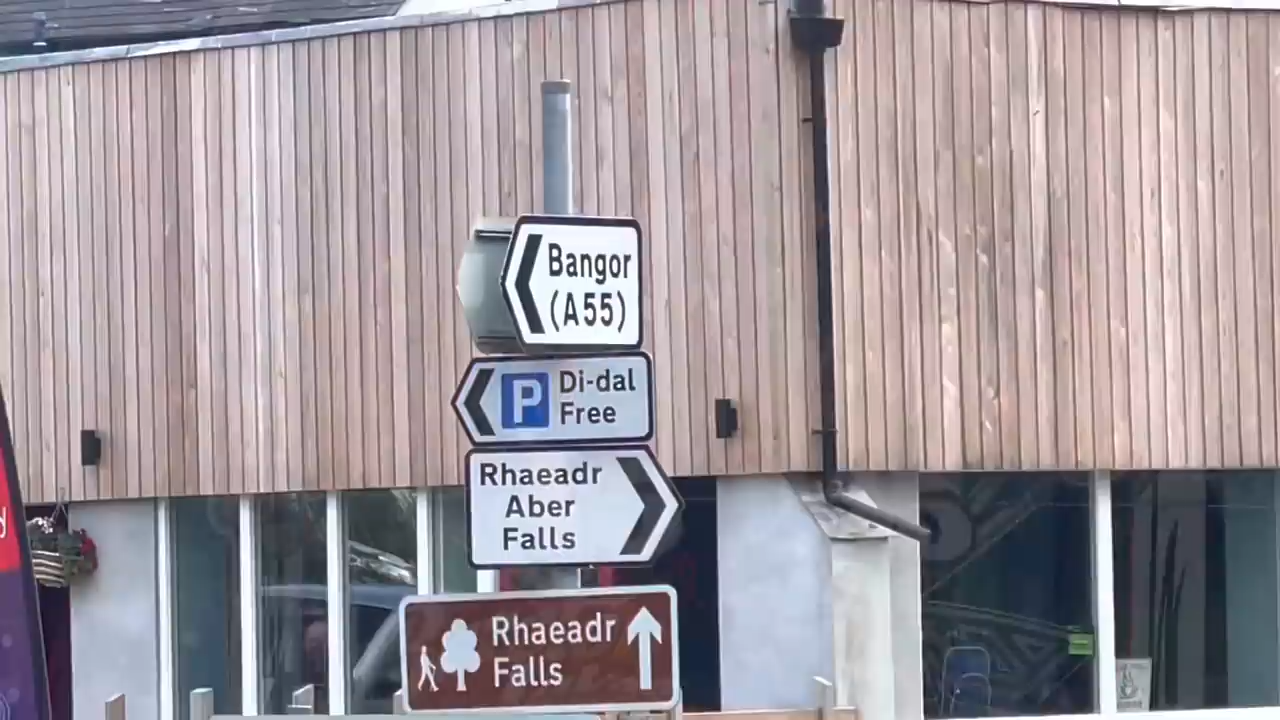 Bangor
(A55)
P
Di-dal
Free
Rhaeadr
Aber
Falls
Rhaeadr
Falls